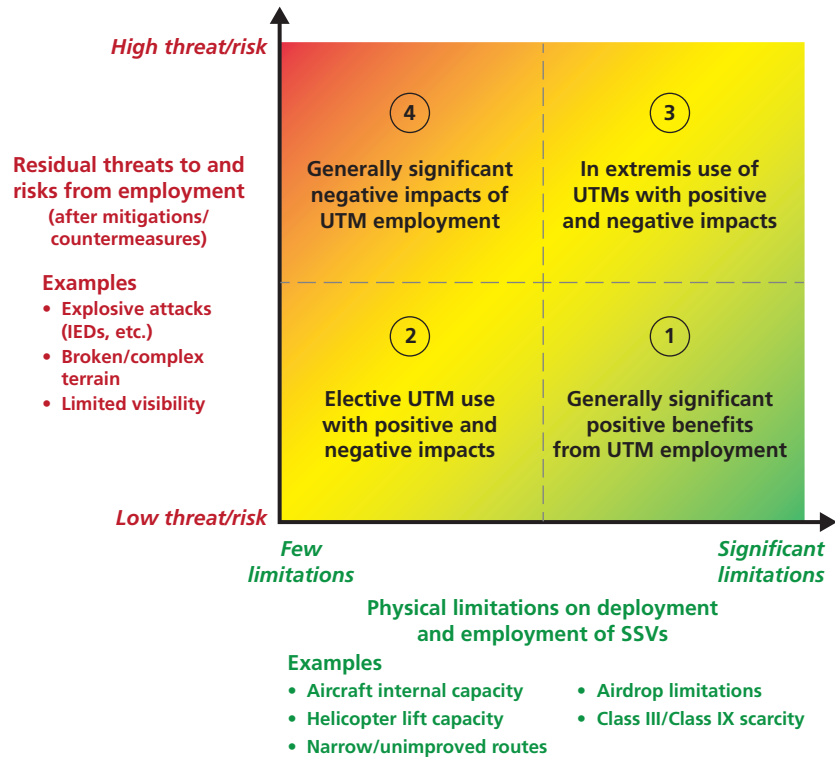 High threat/risk
Residual threats to and
risks from employment
(after mitigations/
countermeasures)
Examples
• Explosive attacks
(IEDs, etc.)
• Broken/complex
terrain
• Limited visibility
Low threat/risk
4
Generally significant
negative impacts of
UTM employment
3
In extremis use of
UTMs with positive
and negative impacts
2
Elective UTM use
with positive and
negative impacts
1
Generally significant
positive benefits
from UTM employment
Few
limitations
Significant
limitations
Physical limitations on deployment
and employment of SSVs
Examples
• Aircraft internal capacity
• Helicopter lift capacity
• Narrow/unimproved routes
• Airdrop limitations
• Class III/Class IX scarcity